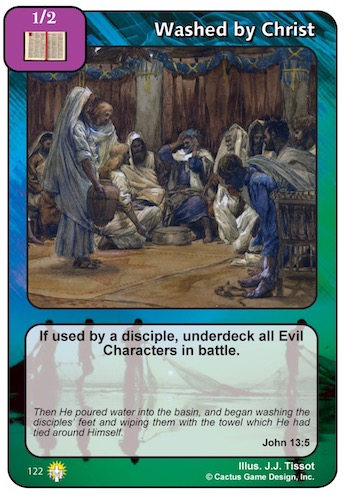 1/2
Washed by Christ
If used by a disciple, underdeck all Evil
Characters in battle.
Then He poured water into the basin, and began washing the
disciples' feet and wiping them with the towel which He had
tied around Himself.
John 13:5
Illus. J.J. Tissot
122
© Cactus Game Design, Inc.